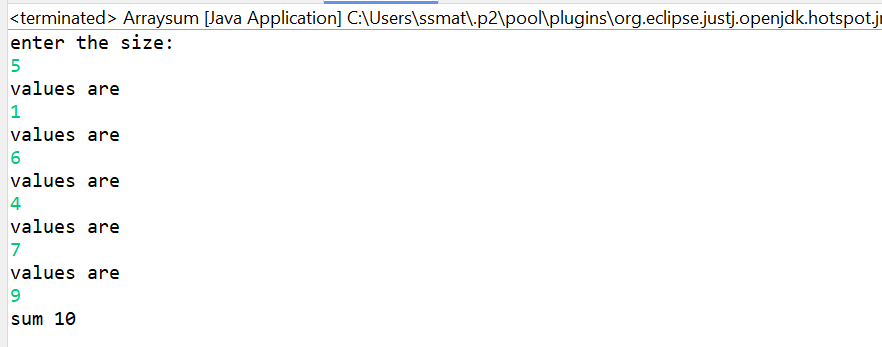 <terminated> Arraysum [Java Application] C:\Users\ssmat\.p2\pool\plugins\org.eclipse.justj.openjdk.hotspot.jr
enter the size:
5
values are
1
values are
6
values are
4
values are
7
values are
9
sum 10